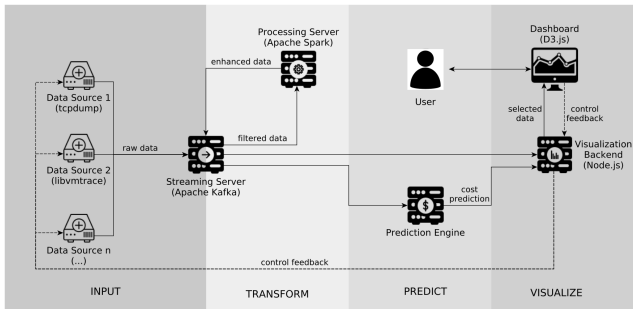 Processing Server
(Apache Spark)
Dashboard
(D3.js)
enhanced data
Data Source 1
(tcpdump)
User
selected
data
control
feedback
filtered data
raw data
Data Source 2
(libvmtrace)
Streaming Server
(Apache Kafka)
Visualization
Backend
(Node.js)
cost
prediction
$
Prediction Engine
Data Source n
(...)
control feedback
INPUT
TRANSFORM
PREDICT
VISUALIZE